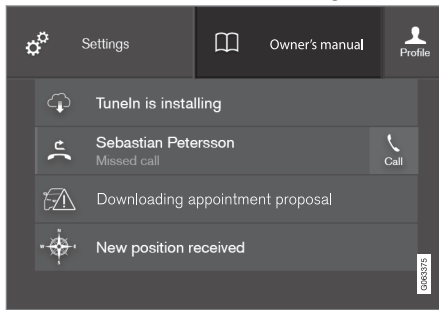 Settings
Owner's manual
Profile
TuneIn is installing
Sebastian Petersson
Missed call
Call
Downloading appointment proposal
N
W
E
S
New position received
G063375